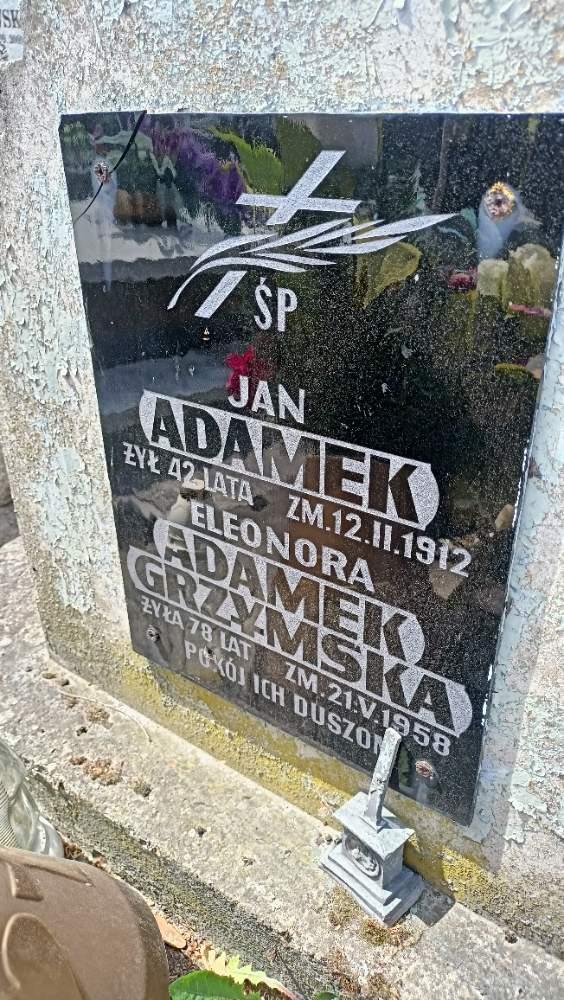 ŚP
JAN
ADAMEK
ŻYŁ 42 LATA ZM.12.II.1912
ELEONORA
ADAMEK
GRZYMSKA
ŻYŁA 78 LAT ZM.21.V.1958
POKÓJ ICH DUSZOM